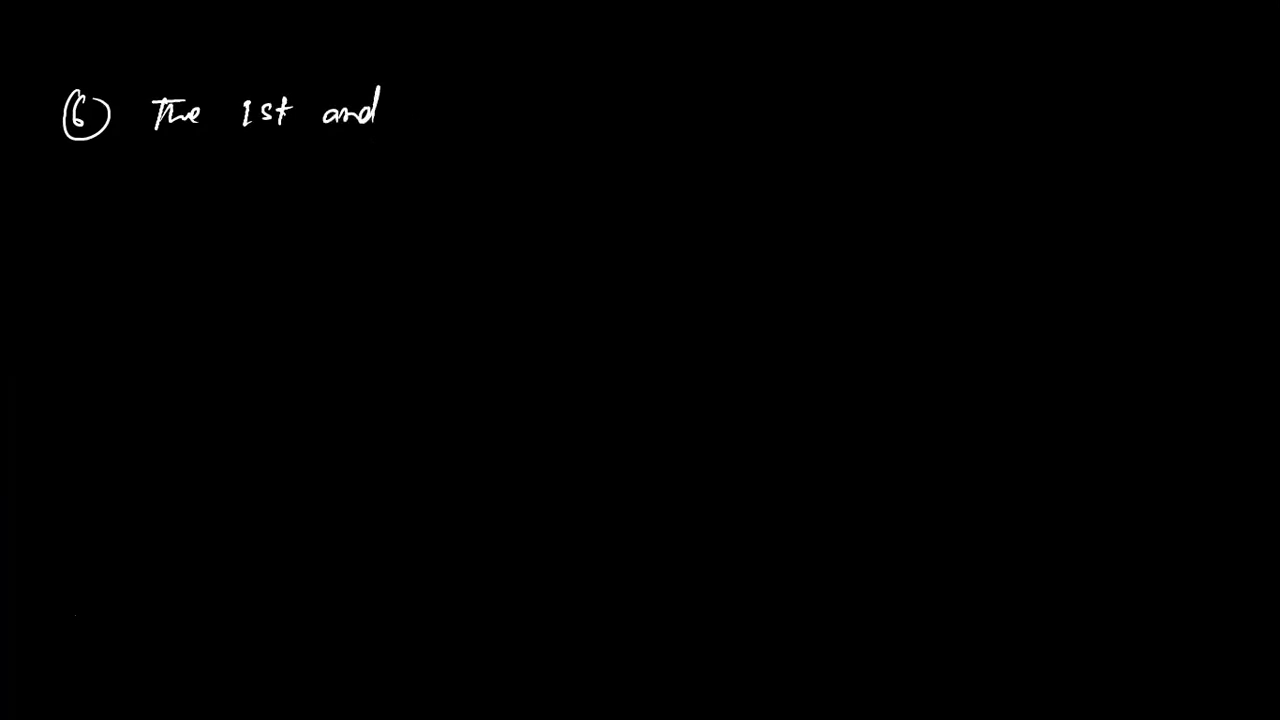 ⑥ The 1st and